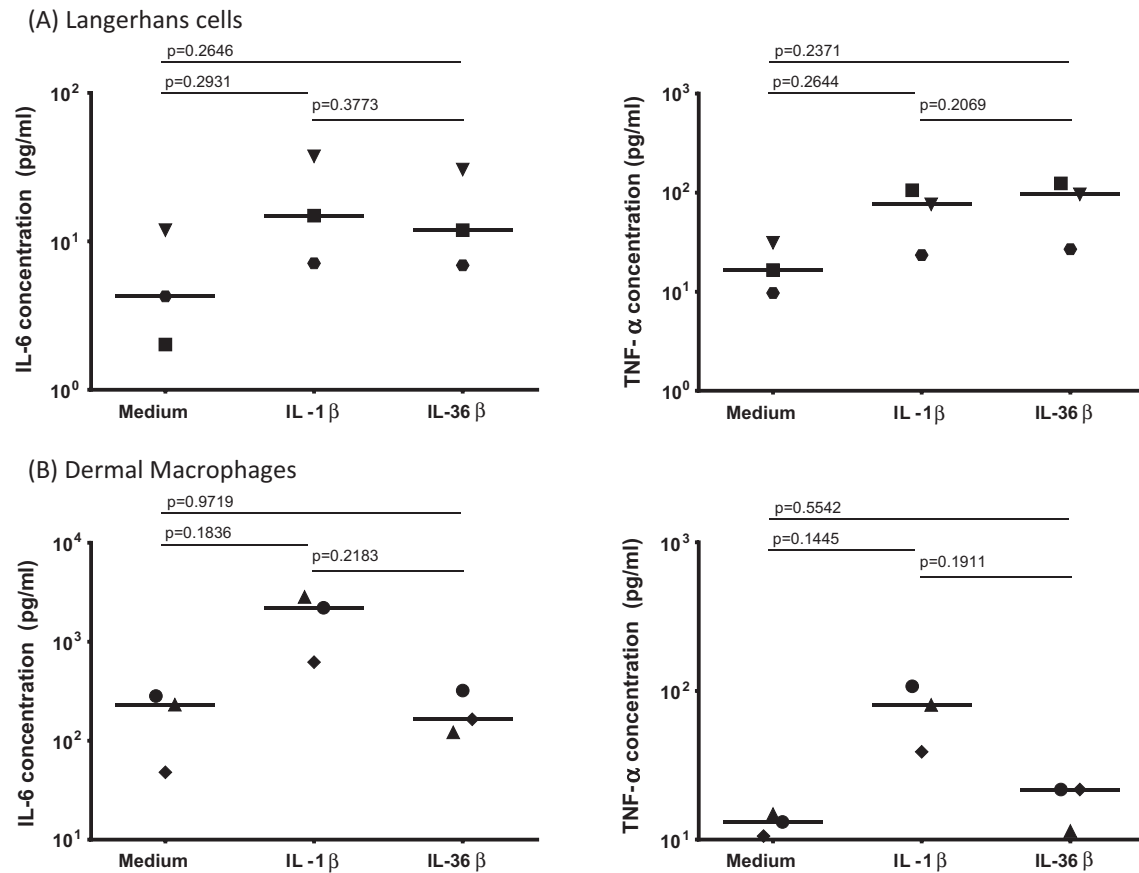 (A) Langerhans cells
p=0.2646
p=0.2931
p=0.3773
IL-6 concentration (pg/ml)
10²
10¹
10⁰
Medium
IL -1β
IL-36 β
p=0.2371
p=0.2644
p=0.2069
TNF- α concentration (pg/ml)
10³
10²
10¹
10⁰
Medium
IL -1β
IL-36 β
(B) Dermal Macrophages
p=0.9719
p=0.1836
p=0.2183
IL-6 concentration (pg/ml)
10⁴
10³
10²
10¹
Medium
IL -1β
IL-36 β
p=0.5542
p=0.1445
p=0.1911
TNF-α concentration (pg/ml)
10³
10²
10¹
Medium
IL -1β
IL-36 β